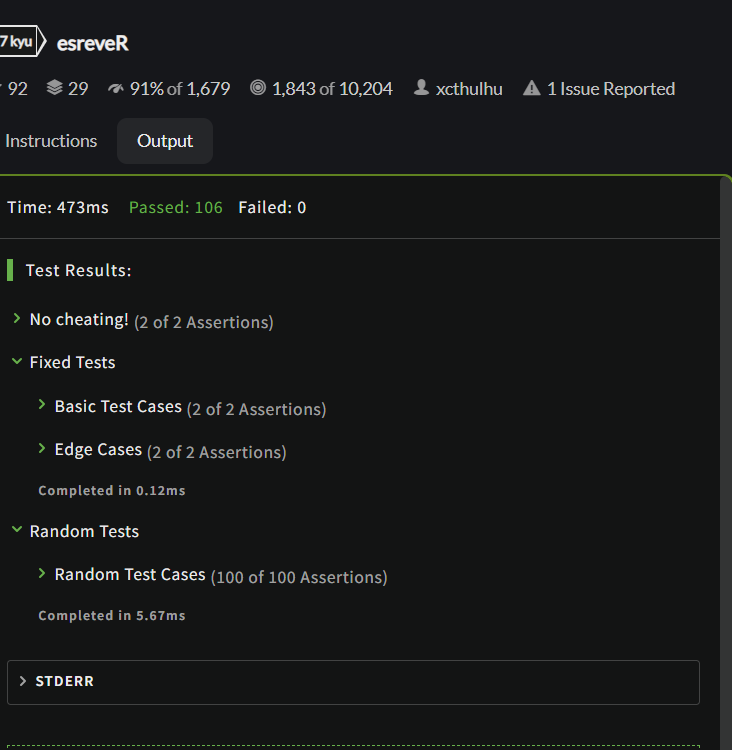 7 kyu esreveR
92 29 91% of 1,679 1,843 of 10,204 xcthulhu 1 Issue Reported
Instructions Output
Time: 473ms Passed: 106 Failed: 0
Test Results:
No cheating! (2 of 2 Assertions)
Fixed Tests
Basic Test Cases (2 of 2 Assertions)
Edge Cases (2 of 2 Assertions)
Completed in 0.12ms
Random Tests
Random Test Cases (100 of 100 Assertions)
Completed in 5.67ms
STDERR